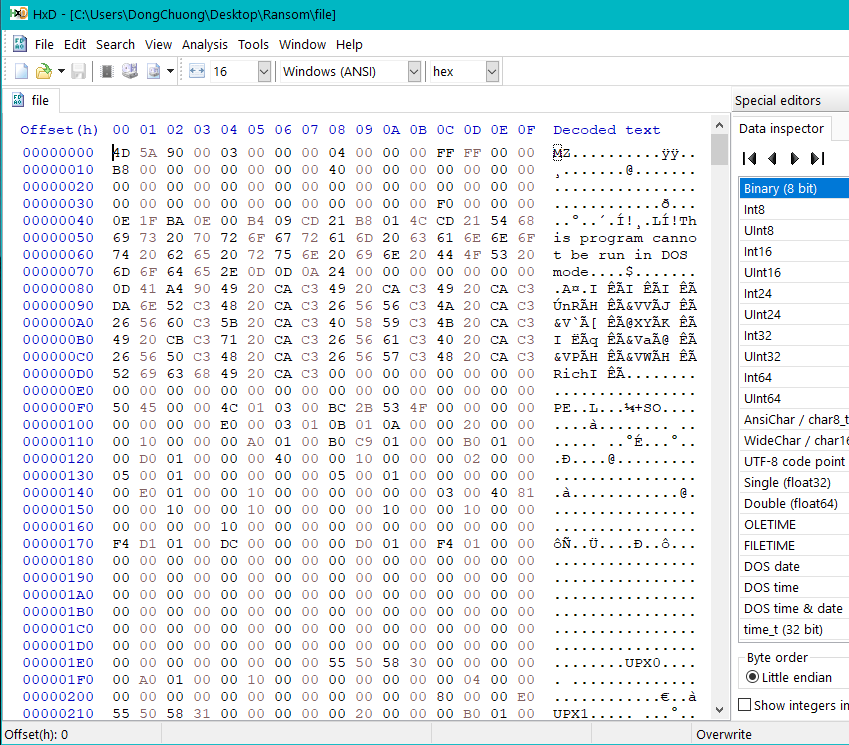 HxD - [C:\Users\DongChuong\Desktop\Ransom\file]
File Edit Search View Analysis Tools Window Help
16 Windows (ANSI) hex
file
Special editors
Data inspector
Offset(h) 00 01 02 03 04 05 06 07 08 09 0A 0B 0C 0D 0E 0F Decoded text
00000000 4D 5A 90 00 03 00 00 00 04 00 00 00 FF FF 00 00 MZ..........ÿÿ..
00000010 B8 00 00 00 00 00 00 00 40 00 00 00 00 00 00 00 ¸.......@.......
00000020 00 00 00 00 00 00 00 00 00 00 00 00 00 00 00 00 ................
00000030 00 00 00 00 00 00 00 00 00 00 00 00 F0 00 00 00 ............ð...
00000040 0E 1F BA 0E 00 B4 09 CD 21 B8 01 4C CD 21 54 68 ..º..´.Í!¸.LÍ!Th
00000050 69 73 20 70 72 6F 67 72 61 6D 20 63 61 6E 6E 6F is program canno
00000060 74 20 62 65 20 72 75 6E 20 69 6E 20 44 4F 53 20 t be run in DOS
00000070 6D 6F 64 65 2E 0D 0D 0A 24 00 00 00 00 00 00 00 mode....$.......
00000080 0D 41 A4 90 49 20 CA C3 49 20 CA C3 49 20 CA C3 .A¤.I ÊÃI ÊÃI ÊÃ
00000090 DA 6E 52 C3 48 20 CA C3 26 56 56 C3 4A 20 CA C3 ÚnRÃH ÊÃ&VVÃJ ÊÃ
000000A0 26 56 60 C3 5B 20 CA C3 40 58 59 C3 4B 20 CA C3 &V`Ã[ ÊÃ@XYÃK ÊÃ
000000B0 49 20 CB C3 71 20 CA C3 26 56 61 C3 40 20 CA C3 I ËÃq ÊÃ&VaÃ@ ÊÃ
000000C0 26 56 50 C3 48 20 CA C3 26 56 57 C3 48 20 CA C3 &VPÃH ÊÃ&VWÃH ÊÃ
000000D0 52 69 63 68 49 20 CA C3 00 00 00 00 00 00 00 00 RichI ÊÃ........
000000E0 00 00 00 00 00 00 00 00 00 00 00 00 00 00 00 00 ................
000000F0 50 45 00 00 4C 01 03 00 BC 2B 53 4F 00 00 00 00 PE..L...¼+SO....
00000100 00 00 00 00 E0 00 03 01 0B 01 0A 00 00 20 00 00 ....à........ ..
00000110 00 10 00 00 00 A0 01 00 B0 C9 01 00 00 B0 01 00 ..... ..°É...°..
00000120 00 D0 01 00 00 00 40 00 00 10 00 00 00 02 00 00 .Ð....@.........
00000130 05 00 01 00 00 00 00 00 05 00 01 00 00 00 00 00 ................
00000140 00 E0 01 00 00 10 00 00 00 00 00 00 03 00 40 81 .à............@.
00000150 00 00 10 00 00 10 00 00 00 00 10 00 00 10 00 00 ................
00000160 00 00 00 00 10 00 00 00 00 00 00 00 00 00 00 00 ................
00000170 F4 D1 01 00 DC 00 00 00 00 D0 01 00 F4 01 00 00 ôÑ..Ü....Ð..ô...
00000180 00 00 00 00 00 00 00 00 00 00 00 00 00 00 00 00 ................
00000190 00 00 00 00 00 00 00 00 00 00 00 00 00 00 00 00 ................
000001A0 00 00 00 00 00 00 00 00 00 00 00 00 00 00 00 00 ................
000001B0 00 00 00 00 00 00 00 00 00 00 00 00 00 00 00 00 ................
000001C0 00 00 00 00 00 00 00 00 00 00 00 00 00 00 00 00 ................
000001D0 00 00 00 00 00 00 00 00 00 00 00 00 00 00 00 00 ................
000001E0 00 00 00 00 00 00 00 00 55 50 58 30 00 00 00 00 ........UPX0....
000001F0 00 A0 01 00 00 10 00 00 00 00 00 00 00 04 00 00 . ..............
00000200 00 00 00 00 00 00 00 00 00 00 00 00 80 00 00 E0 ............€..à
00000210 55 50 58 31 00 00 00 00 00 20 00 00 00 B0 01 00 UPX1..... ...°..
Binary (8 bit)
Int8
UInt8
Int16
UInt16
Int24
UInt24
Int32
UInt32
Int64
UInt64
AnsiChar / char8_t
WideChar / char16
UTF-8 code point
Single (float32)
Double (float64)
OLETIME
FILETIME
DOS date
DOS time
DOS time & date
time_t (32 bit)
Byte order
Little endian
Show integers in
Offset(h): 0
Overwrite